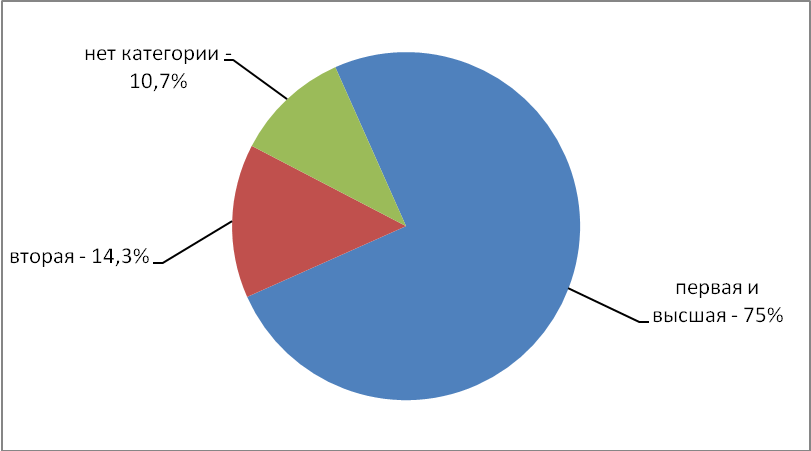 нет категории -
10,7%
вторая - 14,3%
первая и
высшая - 75%